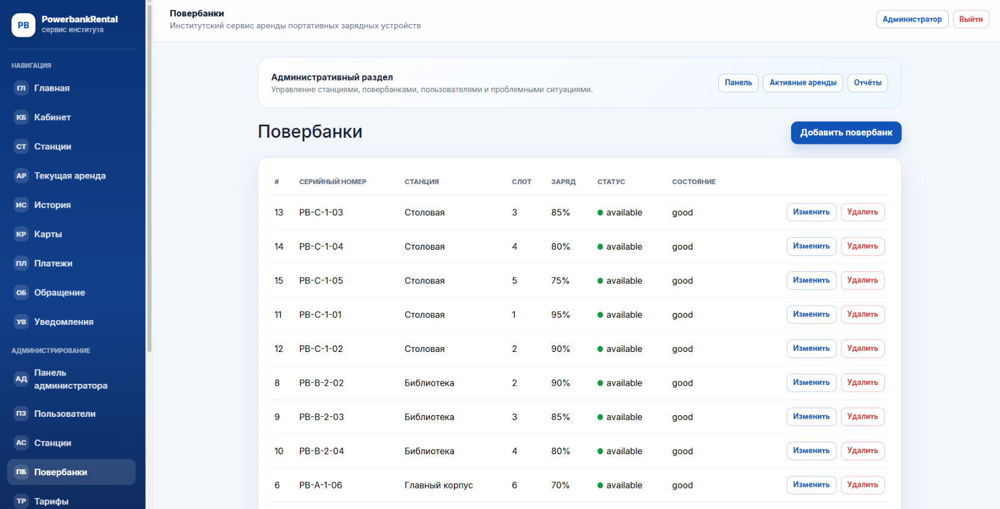 PB
PowerbankRental
сервис института
НАВИГАЦИЯ
ГЛ Главная
КБ Кабинет
СТ Станции
АР Текущая аренда
ИС История
КР Карты
ПЛ Платежи
ОБ Обращение
УВ Уведомления
АДМИНИСТРИРОВАНИЕ
АД Панель
администратора
ПЗ Пользователи
АС Станции
ПБ Повербанки
ТР Тарифы
Повербанки
Институтский сервис аренды портативных зарядных устройств
Администратор Выйти
Административный раздел
Управление станциями, повербанками, пользователями и проблемными ситуациями.
Панель Активные аренды Отчёты
Повербанки
Добавить повербанк
# СЕРИЙНЫЙ НОМЕР СТАНЦИЯ СЛОТ ЗАРЯД СТАТУС СОСТОЯНИЕ
13 PB-C-1-03 Столовая 3 85% available good Изменить Удалить
14 PB-C-1-04 Столовая 4 80% available good Изменить Удалить
15 PB-C-1-05 Столовая 5 75% available good Изменить Удалить
11 PB-C-1-01 Столовая 1 95% available good Изменить Удалить
12 PB-C-1-02 Столовая 2 90% available good Изменить Удалить
8 PB-B-2-02 Библиотека 2 90% available good Изменить Удалить
9 PB-B-2-03 Библиотека 3 85% available good Изменить Удалить
10 PB-B-2-04 Библиотека 4 80% available good Изменить Удалить
6 PB-A-1-06 Главный корпус 6 70% available good Изменить Удалить